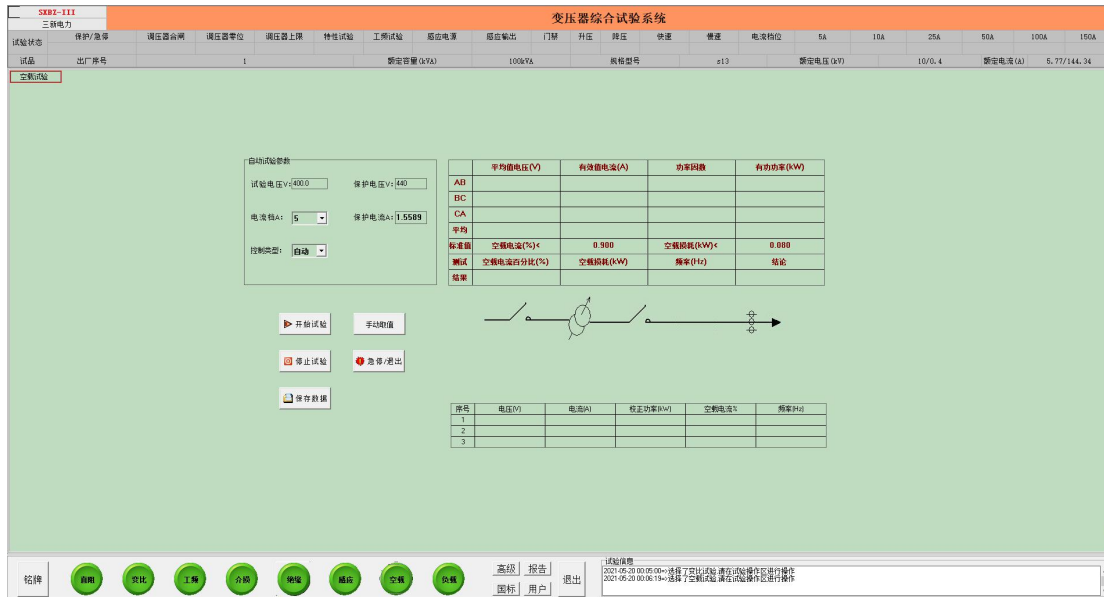 SXBZ-III
三新电力
变压器综合试验系统
试验状态 保护/急停 调压器合闸 调压器零位 调压器上限 特性试验 工频试验 感应电源 感应输出 门禁 升压 降压 快速 慢速 电流档位 5A 10A 25A 50A 100A 150A
试品 出厂序号 1 额定容量(kVA) 100kVA 规格型号 s13 额定电压(kV) 10/0.4 额定电流(A) 5.77/144.34
空载试验
自动试验参数
试验电压V: 400.0 保护电压V: 440
电流档A: 5 保护电流A: 1.5589
控制类型: 自动
平均值电压(V) 有效值电流(A) 功率因数 有功功率(kW)
AB
BC
CA
平均
标准值 空载电流(%)< 0.900 空载损耗(kW)< 0.080
测试 空载电流百分比(%) 空载损耗(kW) 频率(Hz) 结论
结果
开始试验 手动取值
停止试验 急停/退出
保存数据
序号 电压(V) 电流(A) 校正功率(kW) 空载电流% 频率(Hz)
1
2
3
铭牌 直阻 变比 工频 介损 绝缘 感应 空载 负载 高级 报告 国标 用户 退出
试验信息
2021-05-20 00:05:00=>选择了变比试验,请在试验操作区进行操作
2021-05-20 00:06:19=>选择了空载试验,请在试验操作区进行操作